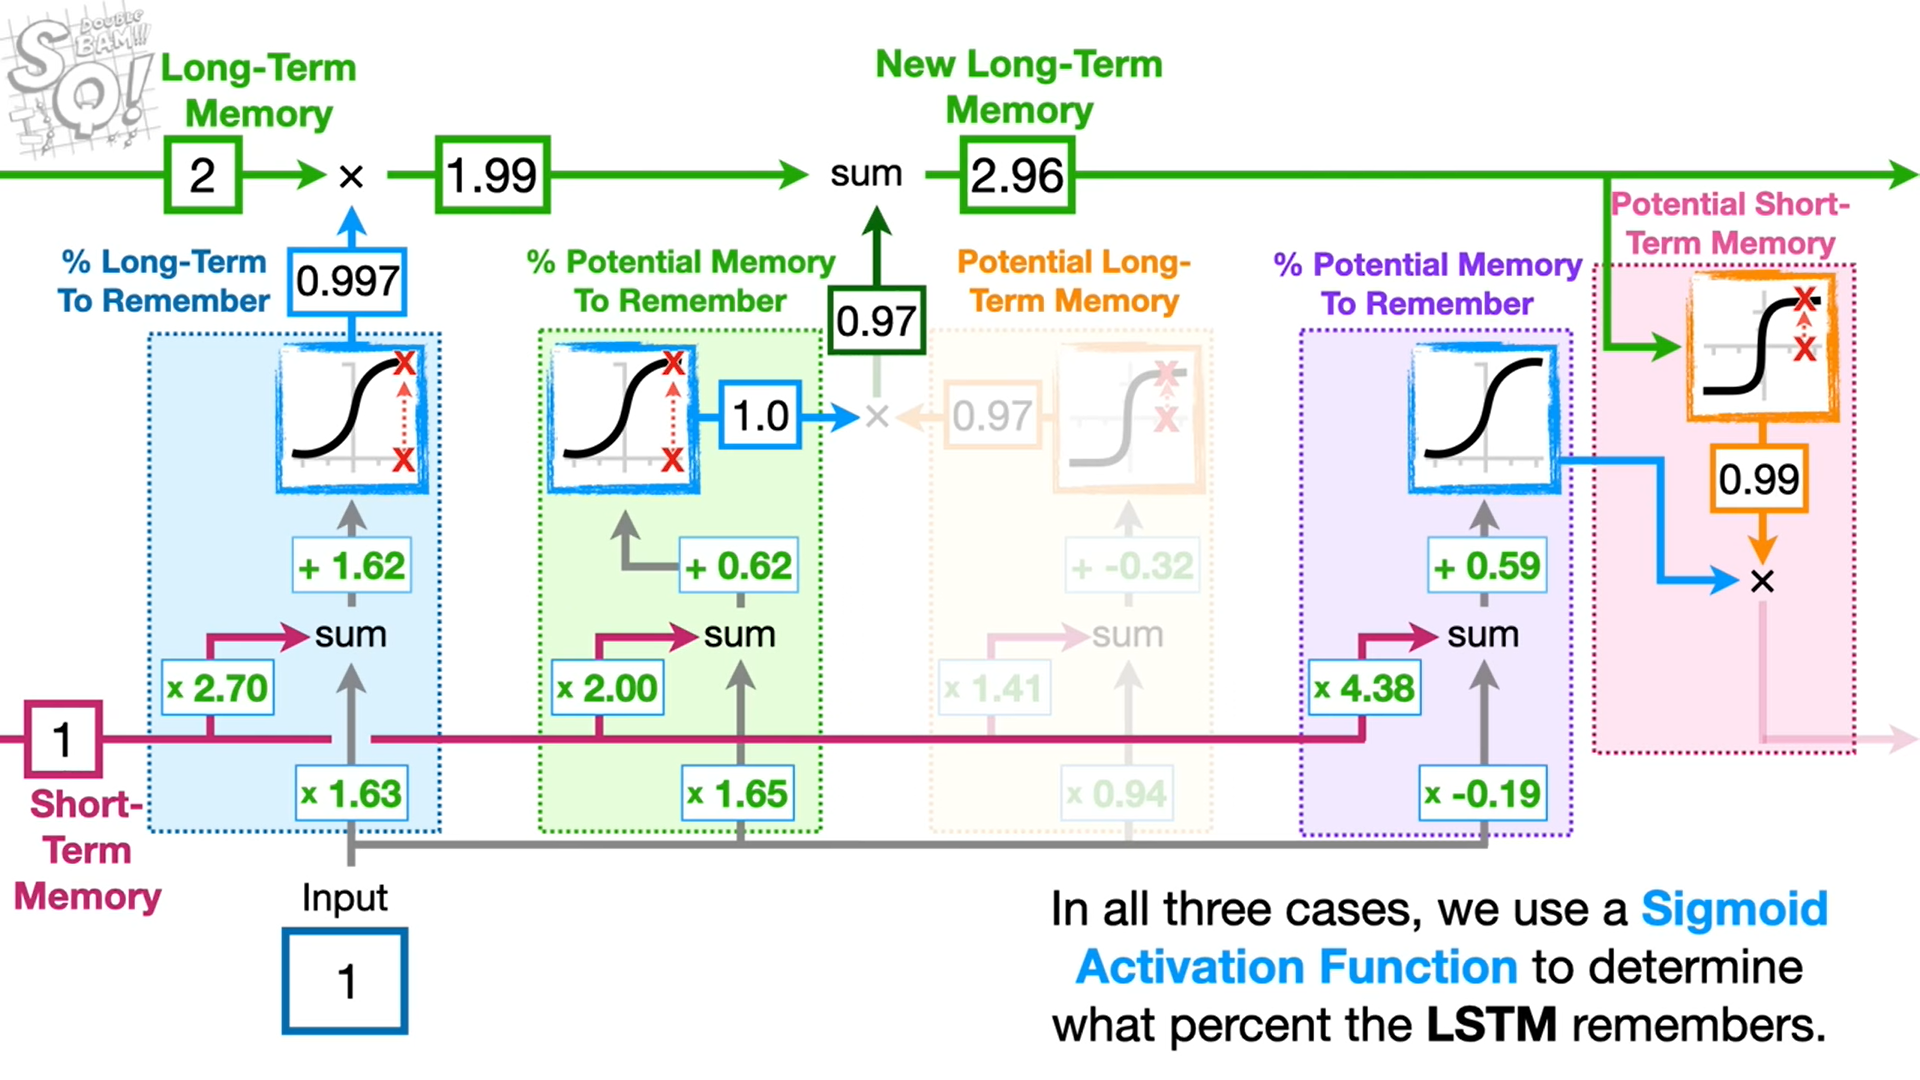 SQ!
DOUBLE
BAM!!!
Long-Term
Memory
2
×
1.99
sum
New Long-Term
Memory
2.96
% Long-Term
To Remember
0.997
% Potential Memory
To Remember
0.97
Potential Long-
Term Memory
% Potential Memory
To Remember
Potential Short-
Term Memory
X
X
X
X
1.0
×
0.97
X
X
X
X
0.99
×
+ 1.62
+ 0.62
+ -0.32
+ 0.59
sum
sum
sum
sum
x 2.70
x 2.00
x 1.41
x 4.38
1
Short-
Term
Memory
x 1.63
x 1.65
x 0.94
x -0.19
Input
1
In all three cases, we use a Sigmoid
Activation Function to determine
what percent the LSTM remembers.